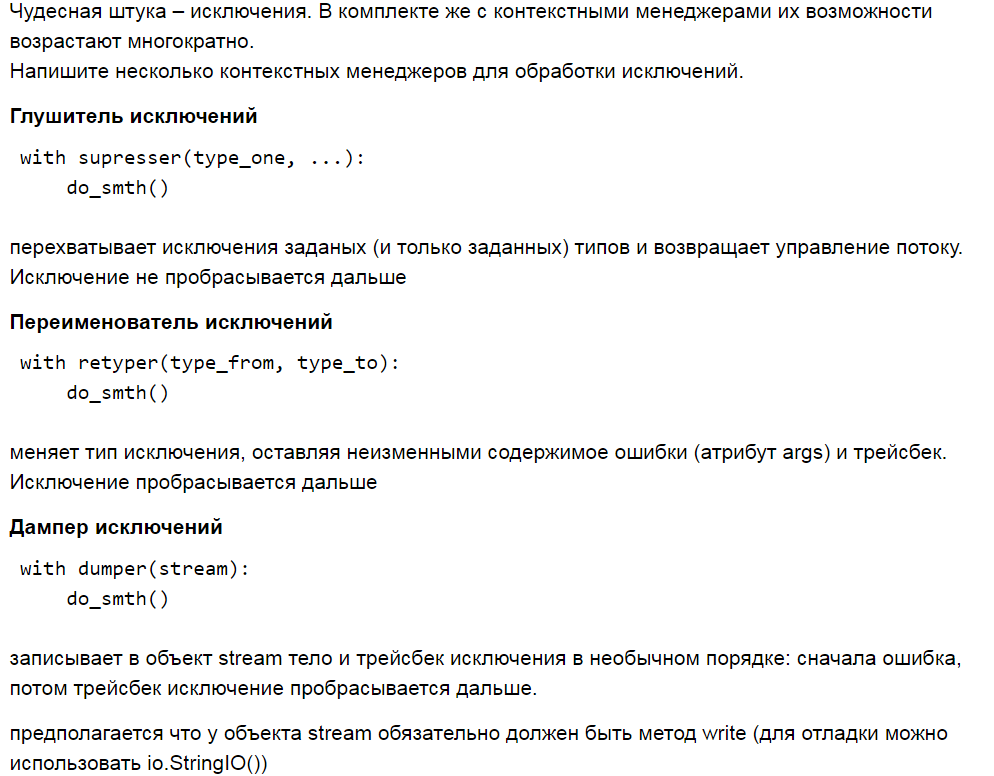 Чудесная штука – исключения. В комплекте же с контекстными менеджерами их возможности
возрастают многократно.
Напишите несколько контекстных менеджеров для обработки исключений.
Глушитель исключений
with supresser(type_one, ...):
    do_smth()
перехватывает исключения заданых (и только заданных) типов и возвращает управление потоку.
Исключение не пробрасывается дальше
Переименователь исключений
with retyper(type_from, type_to):
    do_smth()
меняет тип исключения, оставляя неизменными содержимое ошибки (атрибут args) и трейсбек.
Исключение пробрасывается дальше
Дампер исключений
with dumper(stream):
    do_smth()
записывает в объект stream тело и трейсбек исключения в необычном порядке: сначала ошибка,
потом трейсбек исключение пробрасывается дальше.
предполагается что у объекта stream обязательно должен быть метод write (для отладки можно
использовать io.StringIO())